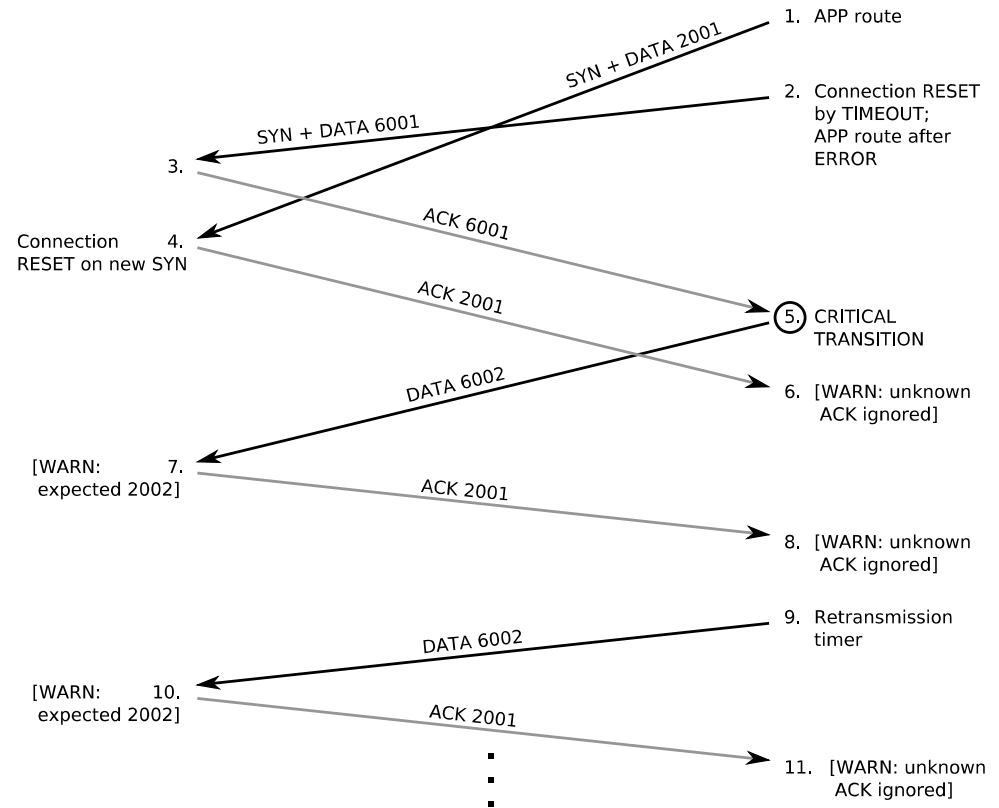 1. APP route
SYN + DATA 2001
2. Connection RESET
by TIMEOUT;
APP route after
ERROR
SYN + DATA 6001
3.
ACK 6001
Connection 4.
RESET on new SYN
ACK 2001
5. CRITICAL
TRANSITION
DATA 6002
6. [WARN: unknown
ACK ignored]
[WARN: 7.
expected 2002]
ACK 2001
8. [WARN: unknown
ACK ignored]
9. Retransmission
timer
DATA 6002
[WARN: 10.
expected 2002]
ACK 2001
11. [WARN: unknown
ACK ignored]